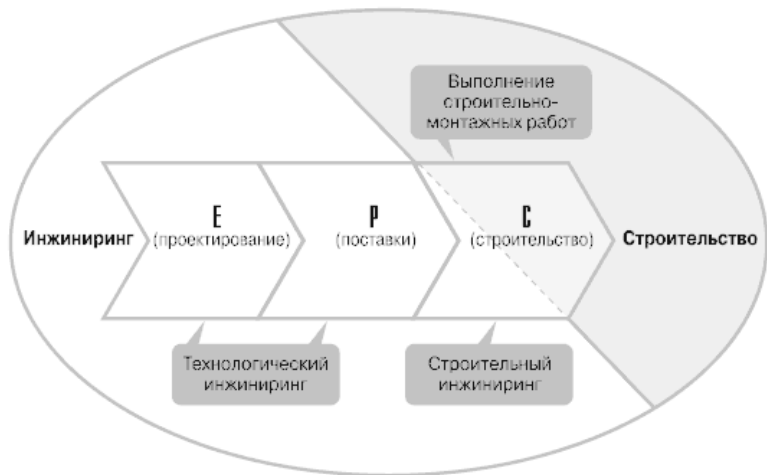 Выполнение
строительно-
монтажных работ
Инжиниринг
E
(проектирование)
P
(поставки)
C
(строительство)
Строительство
Технологический
инжиниринг
Строительный
инжиниринг